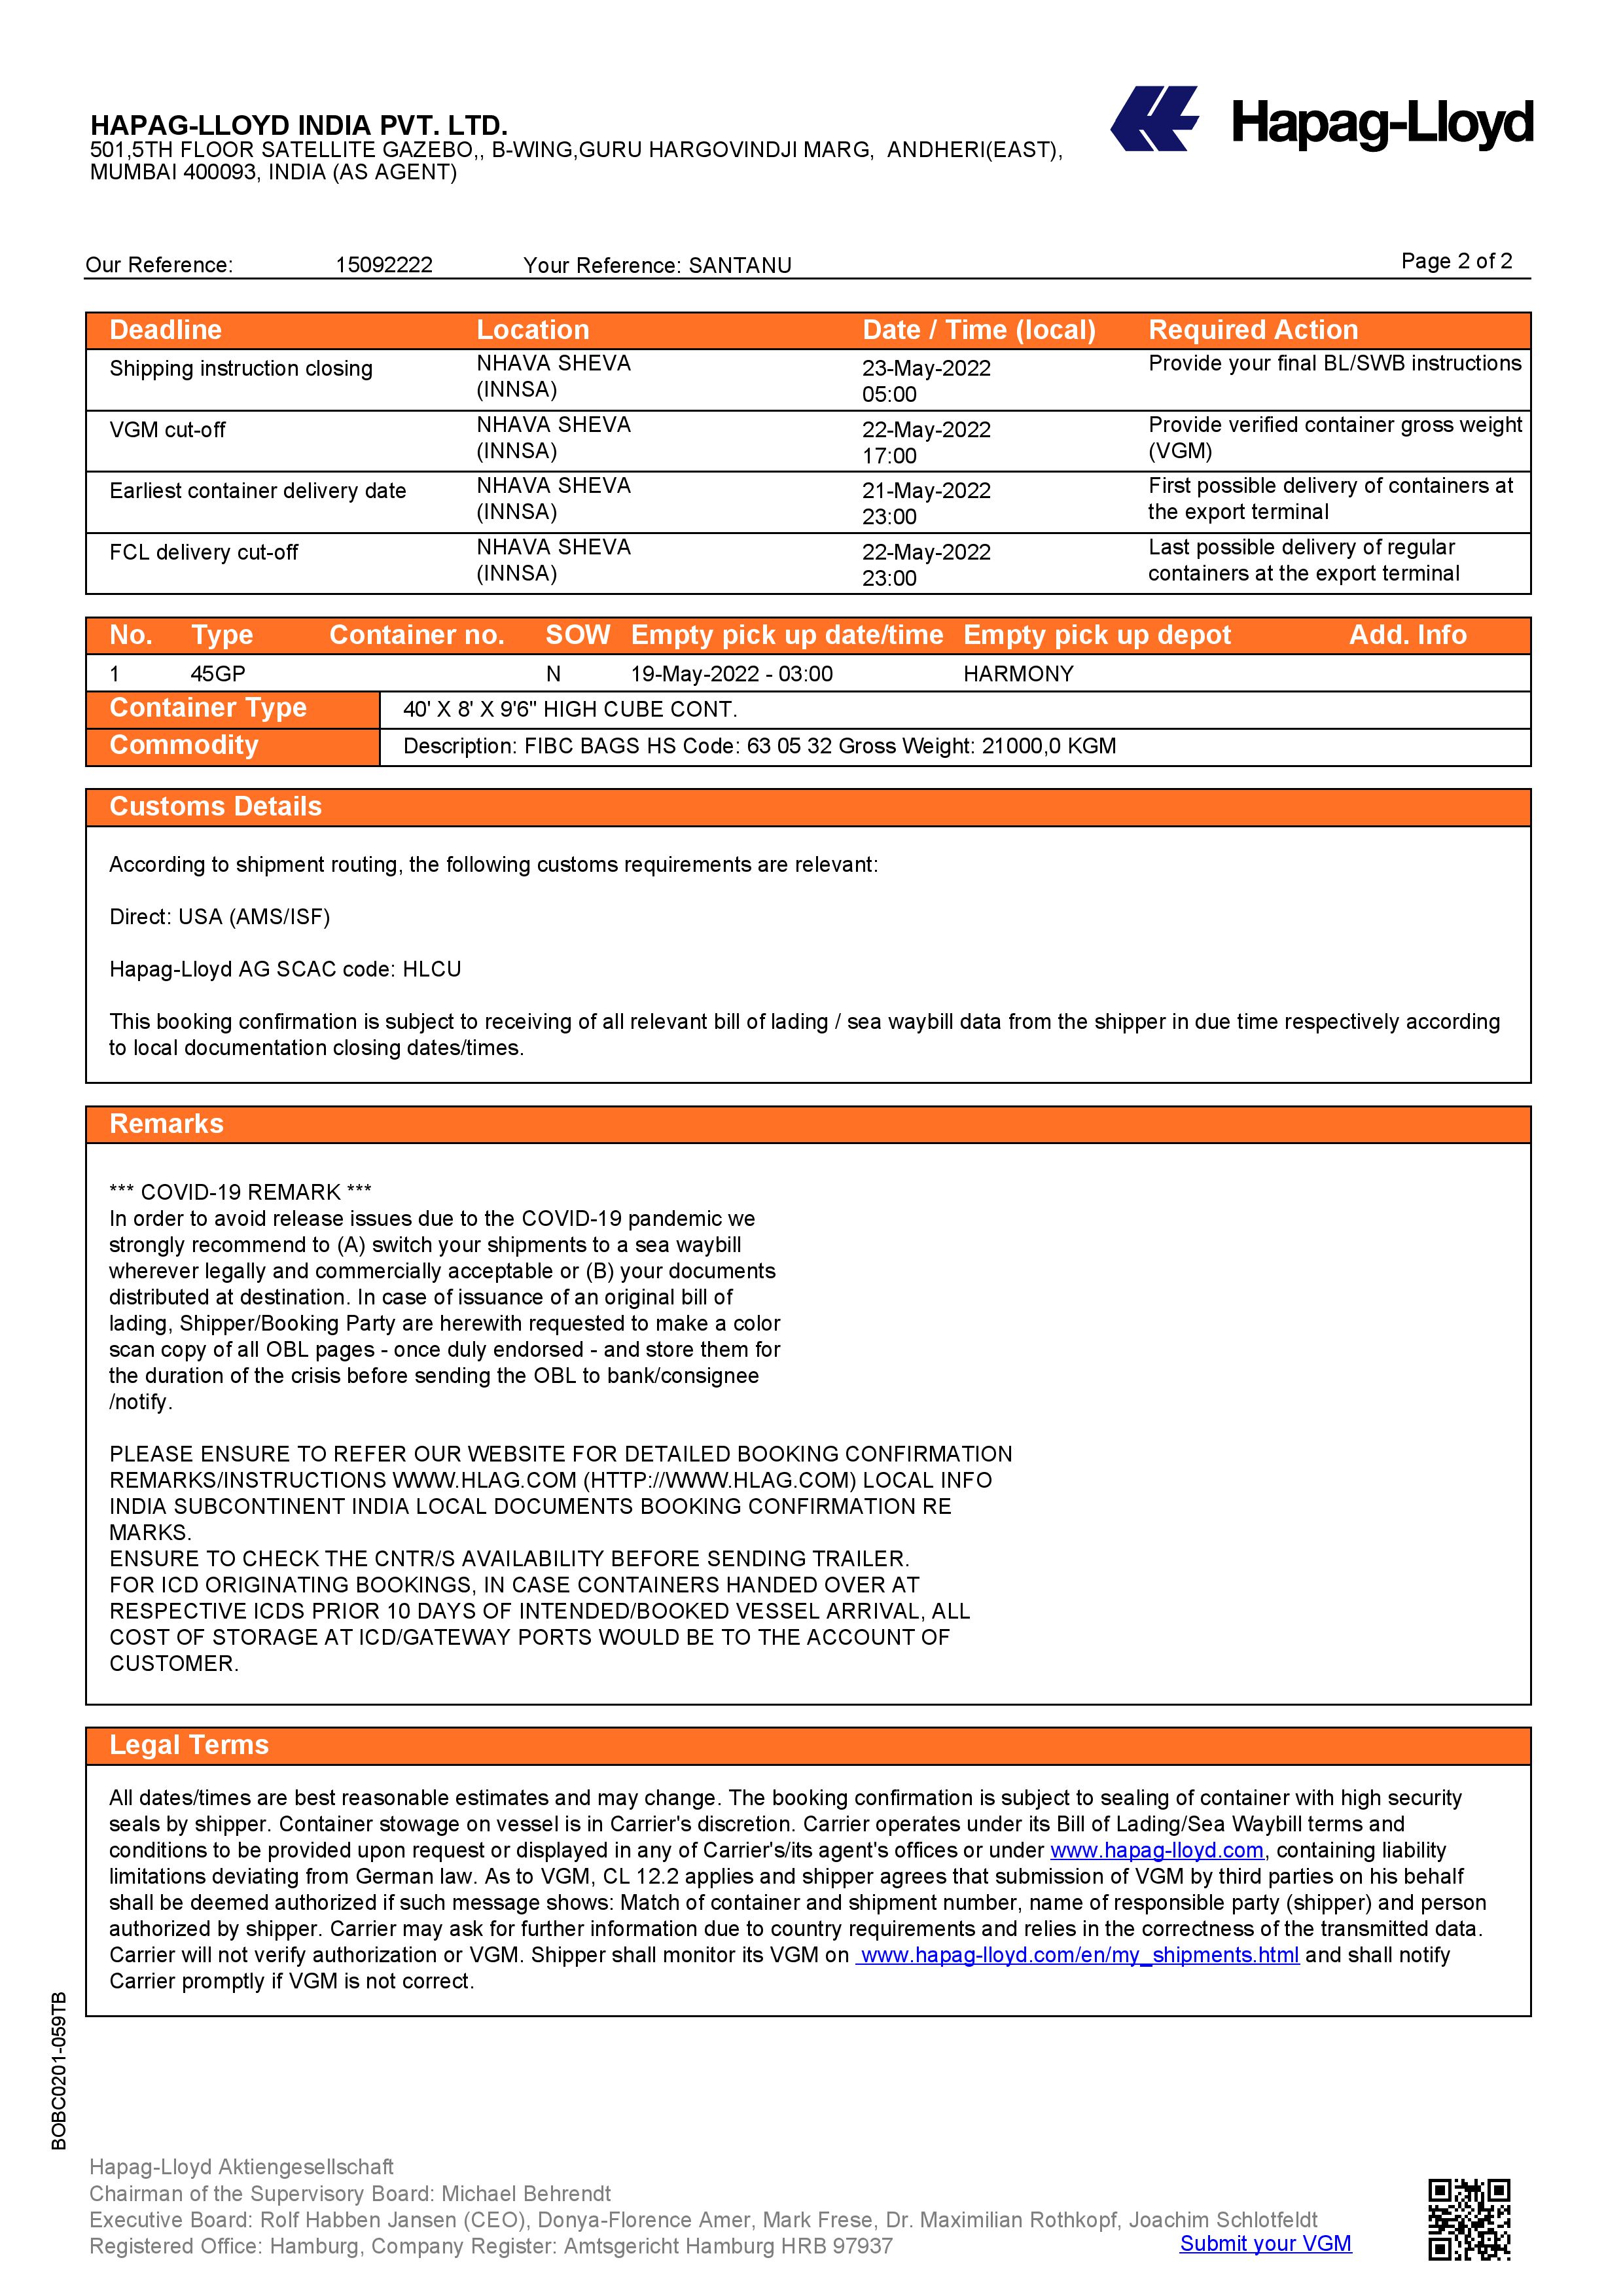 HAPAG-LLOYD INDIA PVT. LTD.
501,5TH FLOOR SATELLITE GAZEBO,, B-WING,GURU HARGOVINDJI MARG,  ANDHERI(EAST),
MUMBAI 400093, INDIA (AS AGENT)
Hapag-Lloyd
Our Reference: 15092222 Your Reference: SANTANU Page 2 of 2
Deadline Location Date / Time (local) Required Action
Shipping instruction closing NHAVA SHEVA 23-May-2022 Provide your final BL/SWB instructions
(INNSA) 05:00
VGM cut-off NHAVA SHEVA 22-May-2022 Provide verified container gross weight
(INNSA) 17:00 (VGM)
Earliest container delivery date NHAVA SHEVA 21-May-2022 First possible delivery of containers at
(INNSA) 23:00 the export terminal
FCL delivery cut-off NHAVA SHEVA 22-May-2022 Last possible delivery of regular
(INNSA) 23:00 containers at the export terminal
No. Type Container no. SOW Empty pick up date/time Empty pick up depot Add. Info
1 45GP N 19-May-2022 - 03:00 HARMONY
Container Type 40' X 8' X 9'6" HIGH CUBE CONT.
Commodity Description: FIBC BAGS HS Code: 63 05 32 Gross Weight: 21000,0 KGM
Customs Details
According to shipment routing, the following customs requirements are relevant:
Direct: USA (AMS/ISF)
Hapag-Lloyd AG SCAC code: HLCU
This booking confirmation is subject to receiving of all relevant bill of lading / sea waybill data from the shipper in due time respectively according
to local documentation closing dates/times.
Remarks
*** COVID-19 REMARK ***
In order to avoid release issues due to the COVID-19 pandemic we
strongly recommend to (A) switch your shipments to a sea waybill
wherever legally and commercially acceptable or (B) your documents
distributed at destination. In case of issuance of an original bill of
lading, Shipper/Booking Party are herewith requested to make a color
scan copy of all OBL pages - once duly endorsed - and store them for
the duration of the crisis before sending the OBL to bank/consignee
/notify.
PLEASE ENSURE TO REFER OUR WEBSITE FOR DETAILED BOOKING CONFIRMATION
REMARKS/INSTRUCTIONS WWW.HLAG.COM (HTTP://WWW.HLAG.COM) LOCAL INFO
INDIA SUBCONTINENT INDIA LOCAL DOCUMENTS BOOKING CONFIRMATION RE
MARKS.
ENSURE TO CHECK THE CNTR/S AVAILABILITY BEFORE SENDING TRAILER.
FOR ICD ORIGINATING BOOKINGS, IN CASE CONTAINERS HANDED OVER AT
RESPECTIVE ICDS PRIOR 10 DAYS OF INTENDED/BOOKED VESSEL ARRIVAL, ALL
COST OF STORAGE AT ICD/GATEWAY PORTS WOULD BE TO THE ACCOUNT OF
CUSTOMER.
Legal Terms
All dates/times are best reasonable estimates and may change. The booking confirmation is subject to sealing of container with high security
seals by shipper. Container stowage on vessel is in Carrier's discretion. Carrier operates under its Bill of Lading/Sea Waybill terms and
conditions to be provided upon request or displayed in any of Carrier's/its agent's offices or under www.hapag-lloyd.com, containing liability
limitations deviating from German law. As to VGM, CL 12.2 applies and shipper agrees that submission of VGM by third parties on his behalf
shall be deemed authorized if such message shows: Match of container and shipment number, name of responsible party (shipper) and person
authorized by shipper. Carrier may ask for further information due to country requirements and relies in the correctness of the transmitted data.
Carrier will not verify authorization or VGM. Shipper shall monitor its VGM on www.hapag-lloyd.com/en/my_shipments.html and shall notify
Carrier promptly if VGM is not correct.
BOBC0201-059TB
Hapag-Lloyd Aktiengesellschaft
Chairman of the Supervisory Board: Michael Behrendt
Executive Board: Rolf Habben Jansen (CEO), Donya-Florence Amer, Mark Frese, Dr. Maximilian Rothkopf, Joachim Schlotfeldt
Registered Office: Hamburg, Company Register: Amtsgericht Hamburg HRB 97937 Submit your VGM